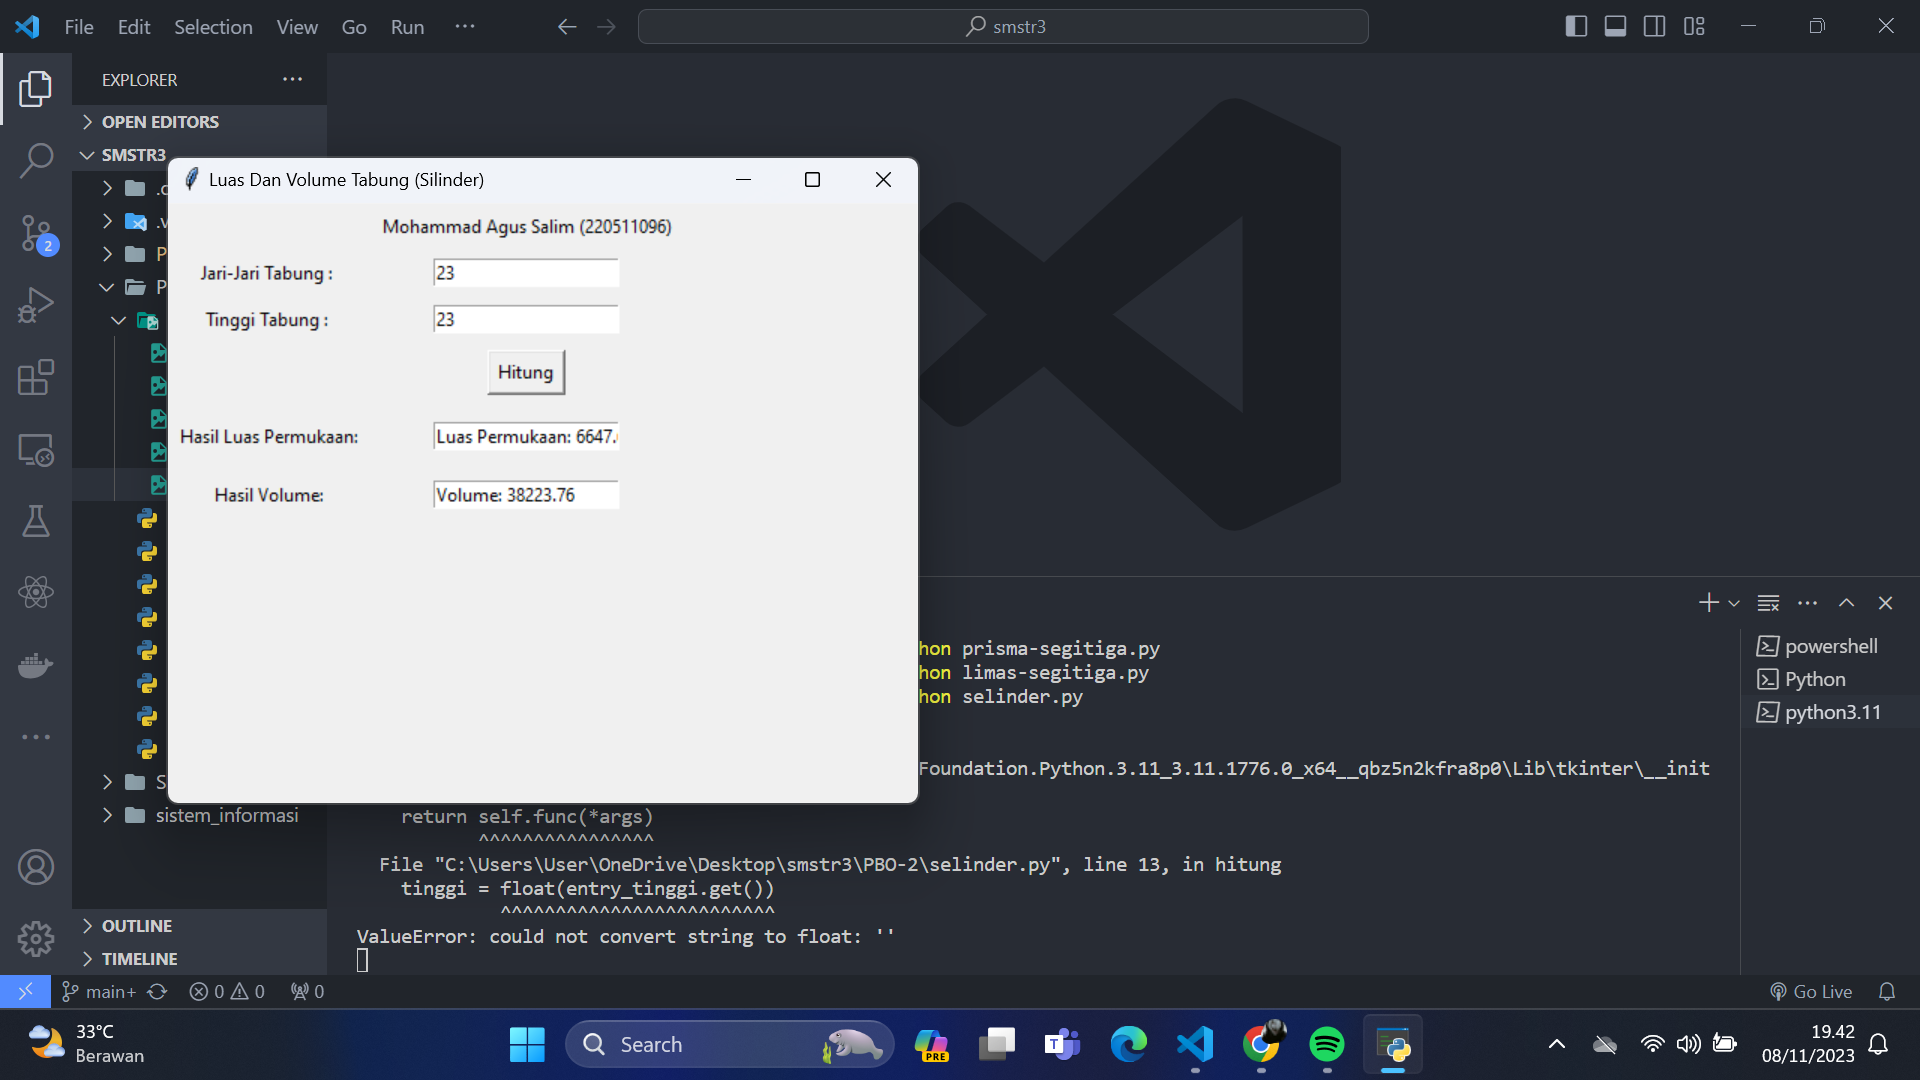 File Edit Selection View Go Run ...
smstr3
EXPLORER
OPEN EDITORS
SMSTR3
2
sistem_informasi
OUTLINE
TIMELINE
Luas Dan Volume Tabung (Silinder)
Mohammad Agus Salim (220511096)
Jari-Jari Tabung :
23
Tinggi Tabung :
23
Hitung
Hasil Luas Permukaan:
Luas Permukaan: 6647.
Hasil Volume:
Volume: 38223.76
hon prisma-segitiga.py
hon limas-segitiga.py
hon selinder.py
Foundation.Python.3.11_3.11.1776.0_x64__qbz5n2kfra8p0\Lib\tkinter\__init
return self.func(*args)
^^^^^^^^^^^^^^^^
File "C:\Users\User\OneDrive\Desktop\smstr3\PBO-2\selinder.py", line 13, in hitung
tinggi = float(entry_tinggi.get())
^^^^^^^^^^^^^^^^^^^^^^^^^
ValueError: could not convert string to float: ''
powershell
Python
python3.11
main+ 0 0 0
Go Live
33°C
Berawan
Search
PRE
T
19.42
08/11/2023